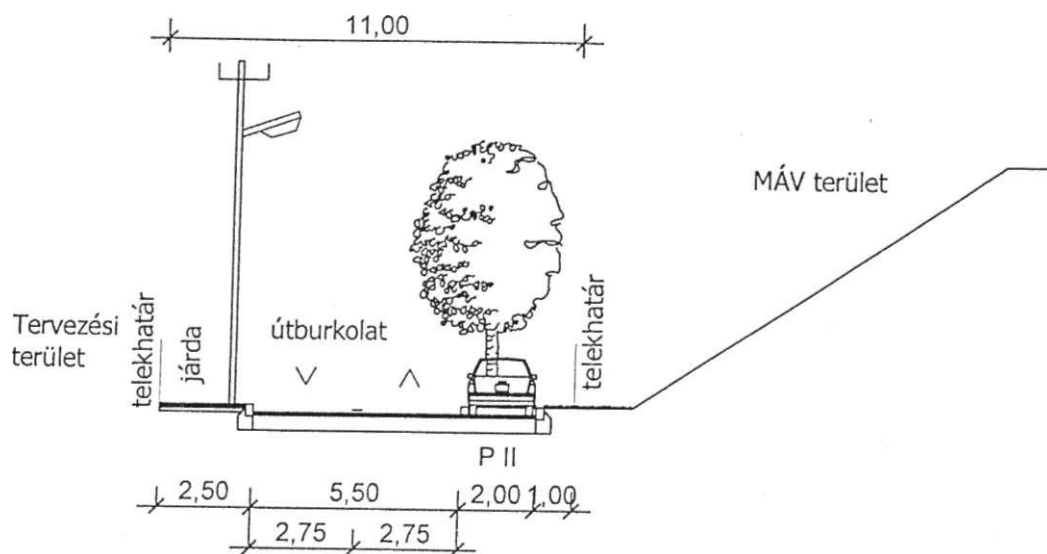 11,00
MÁV terület
Tervezési
terület
telekhatár
járda
útburkolat
telekhatár
P II
2,50
5,50
2,00
1,00
2,75
2,75